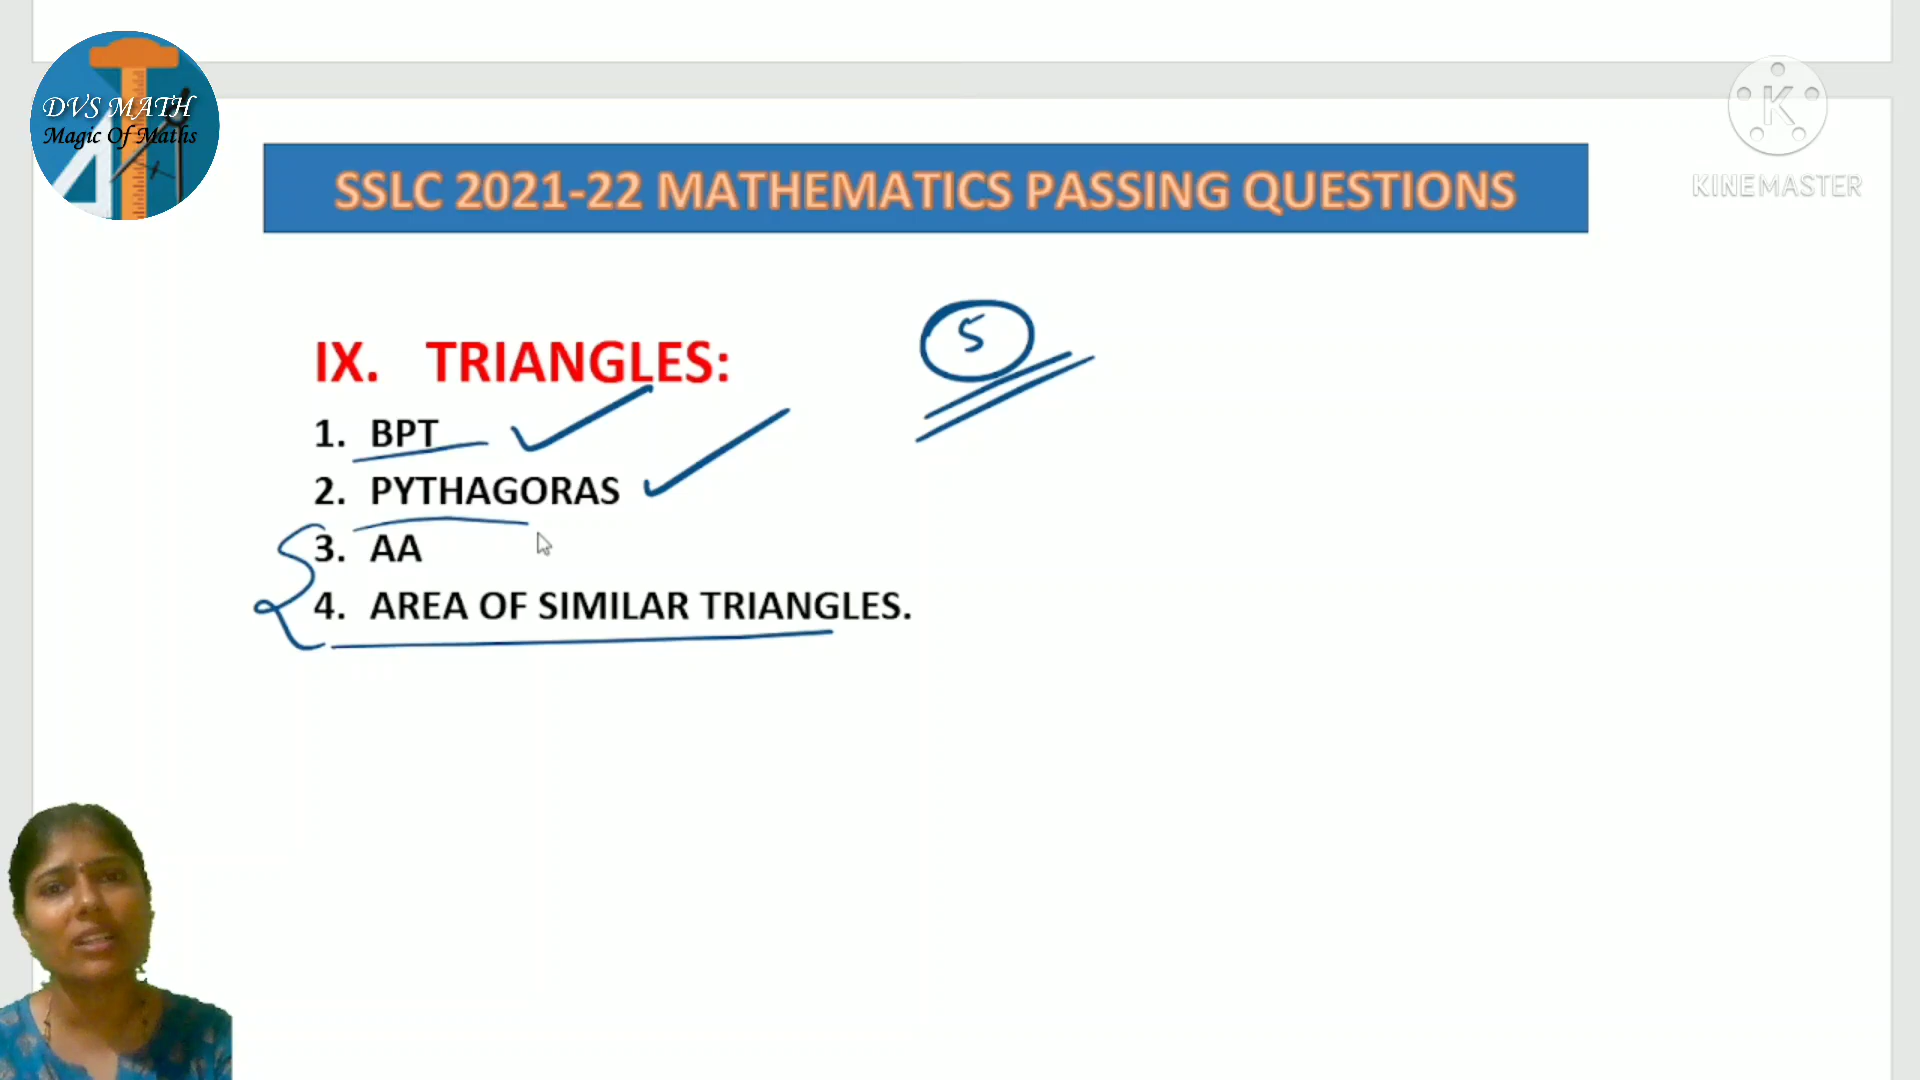 DVS MATH
Magic Of Maths
KINEMASTER
SSLC 2021-22 MATHEMATICS PASSING QUESTIONS
5
IX. TRIANGLES:
1. BPT
2. PYTHAGORAS
3. AA
4. AREA OF SIMILAR TRIANGLES.